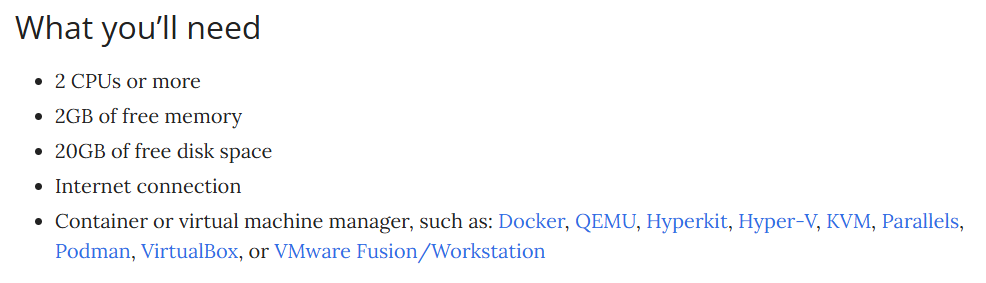 What you’ll need
2 CPUs or more
2GB of free memory
20GB of free disk space
Internet connection
Container or virtual machine manager, such as: Docker, QEMU, Hyperkit, Hyper-V, KVM, Parallels,
Podman, VirtualBox, or VMware Fusion/Workstation